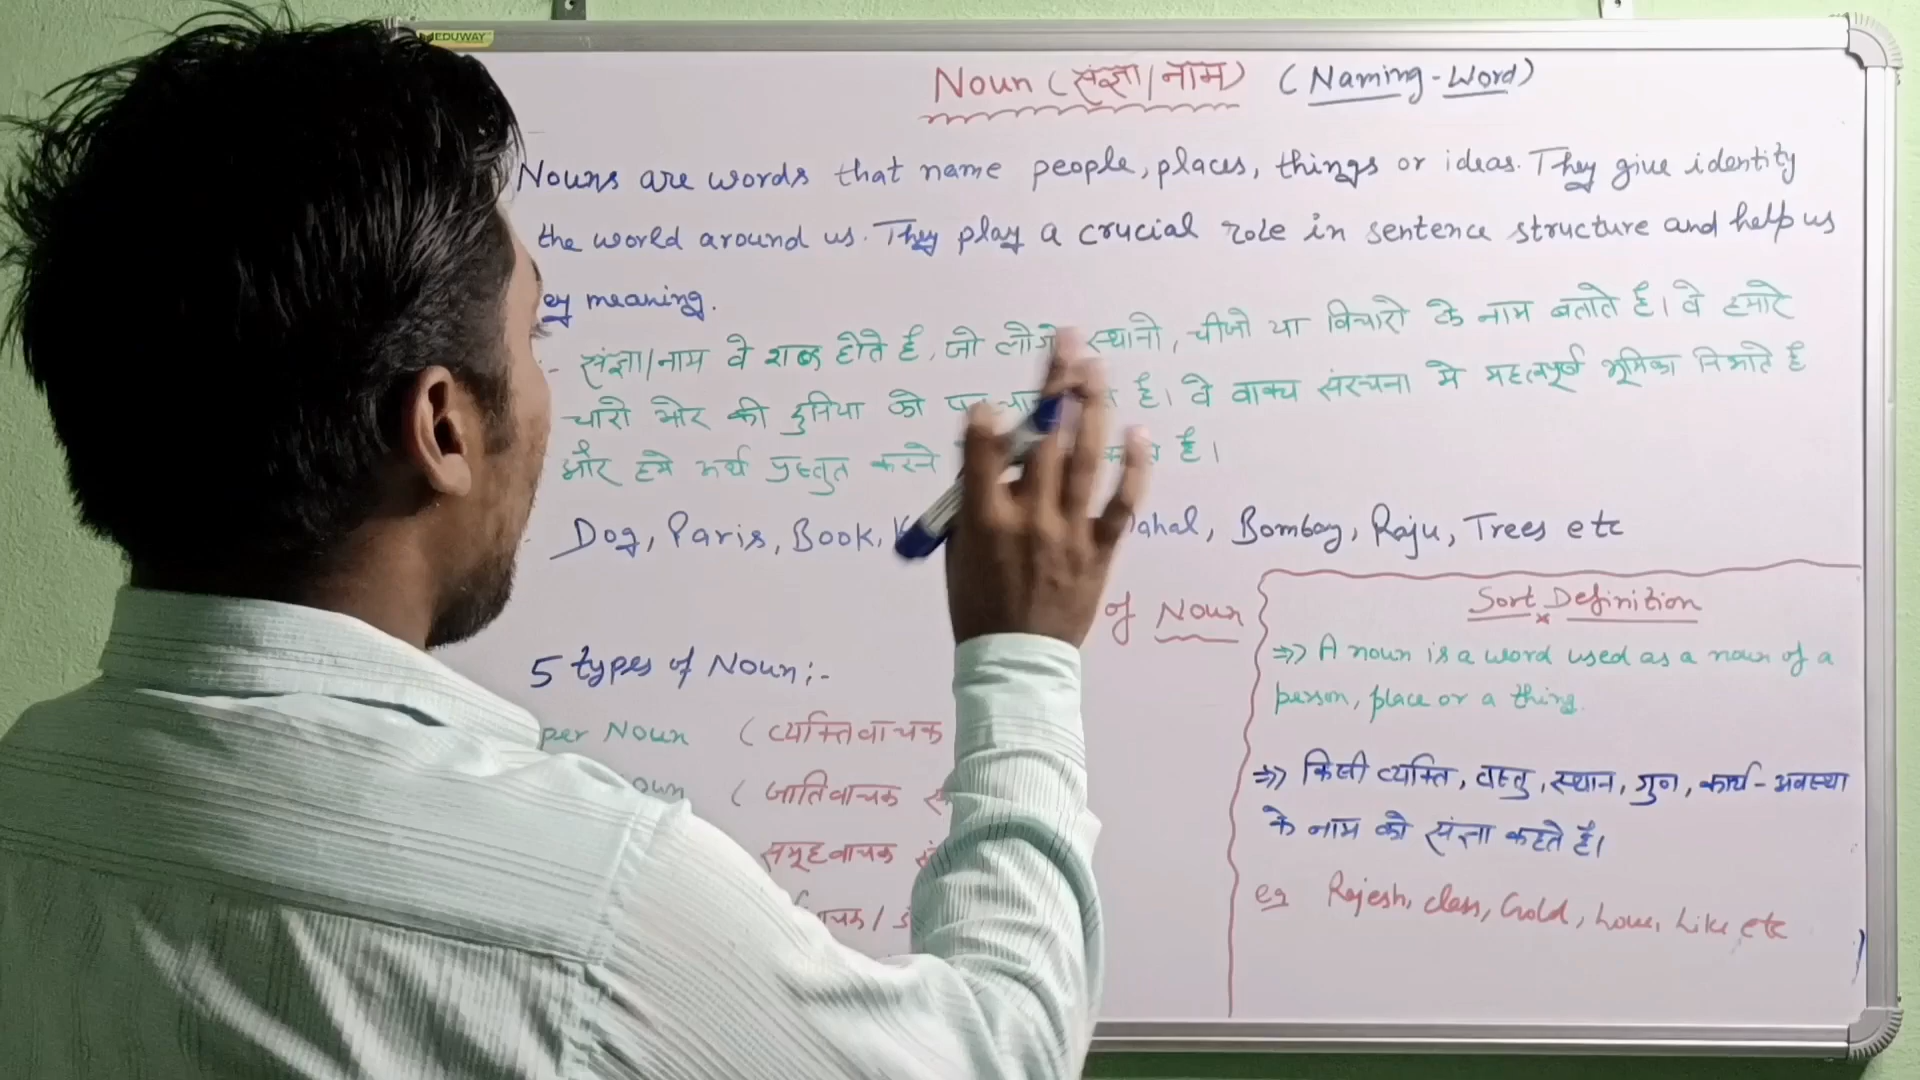 EDUWAY
Noun (संज्ञा/नाम) (Naming-Word)
Nouns are words that name people, places, things or ideas. They give identity
the world around us. They play a crucial role in sentence structure and help us
ey meaning.
:- संज्ञा/नाम वे शब्द होते है, जो स्थानो, चीजो या विचारो के नाम बताते है। वे हमारे
चारो ओर की दुनिया को है। वे वाक्य संरचना मे महत्वपूर्ण भूमिका निभाते है
और हमे अर्थ प्रस्तुत करने है।
Dog, Paris, Book, ahal, Bombay, Raju, Trees etc
of Noun
5 types of Noun:-
per Noun (व्यक्तिवाचक
oun (जातिवाचक
समूहवाचक
वाचक/
Sort Definition
⇒» A noun is a word used as a noun of a
person, place or a thing.
⇒» किसी व्यक्ति, वस्तु, स्थान, गुण, कार्य-अवस्था
के नाम को संज्ञा कहते है।
eg Rajesh, class, Gold, Love, Like etc